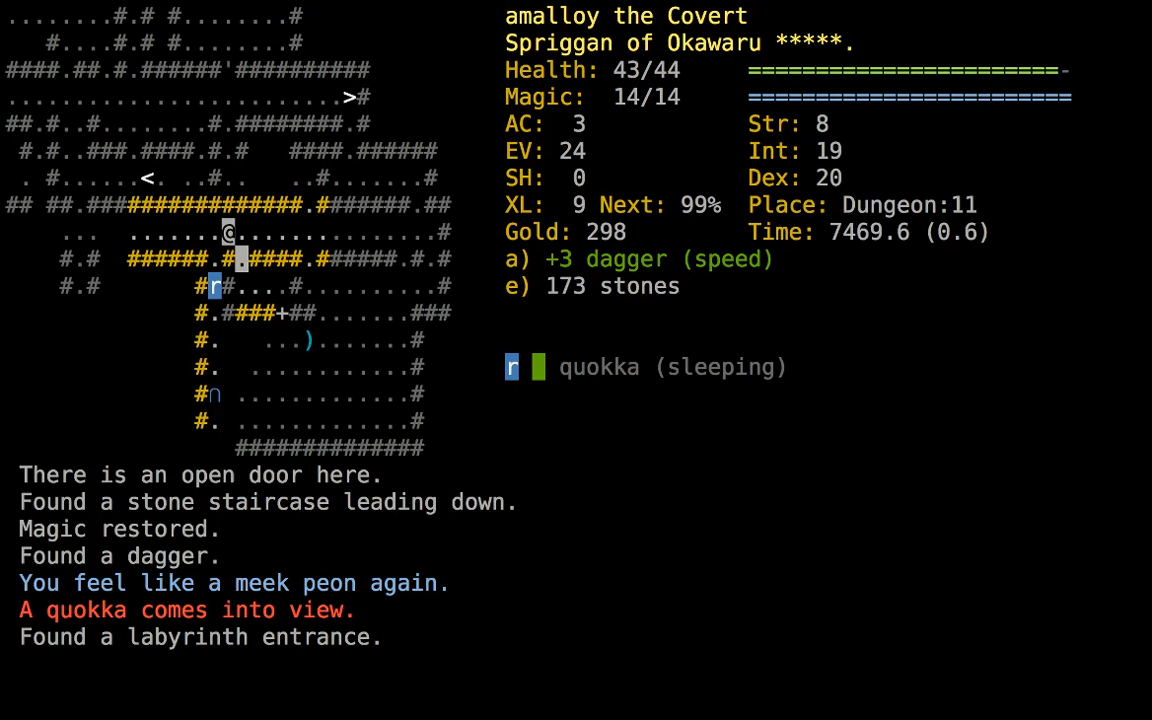 ........#.# #........#          amalloy the Covert
   #....#.# #........#          Spriggan of Okawaru *****.
####.##.#.######'##########     Health: 43/44     =======================-
.........................>#     Magic:  14/14     ========================
##.#..#........#.########.#     AC:  3            Str: 8
 #.#..###.####.#.#   ####.######     EV: 24            Int: 19
 . #......<.  ..#..   ..#.......#     SH:  0            Dex: 20
## ##.################.#######.##     XL:  9 Next: 99%  Place: Dungeon:11
    ...  .......@...............#     Gold: 298         Time: 7469.6 (0.6)
    #.#  ######.#.####.######.#.#     a) +3 dagger (speed)
    #.#       #r#....#..........#     e) 173 stones
              #.####+##.......###
              #.   ...).......#
              #.  ............#     r   quokka (sleeping)
              #∩ .............#
              #. .............#
                 ##############
There is an open door here.
Found a stone staircase leading down.
Magic restored.
Found a dagger.
You feel like a meek peon again.
A quokka comes into view.
Found a labyrinth entrance.